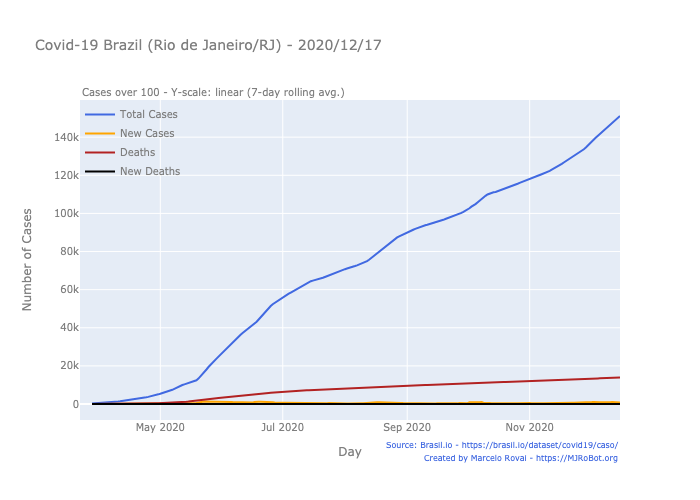 Covid-19 Brazil (Rio de Janeiro/RJ) - 2020/12/17
Cases over 100 - Y-scale: linear (7-day rolling avg.)
Total Cases
New Cases
Deaths
New Deaths
140k
120k
100k
80k
60k
40k
20k
0
Number of Cases
May 2020
Jul 2020
Sep 2020
Nov 2020
Day
Source: Brasil.io - https://brasil.io/dataset/covid19/caso/
Created by Marcelo Rovai - https://MJRoBot.org